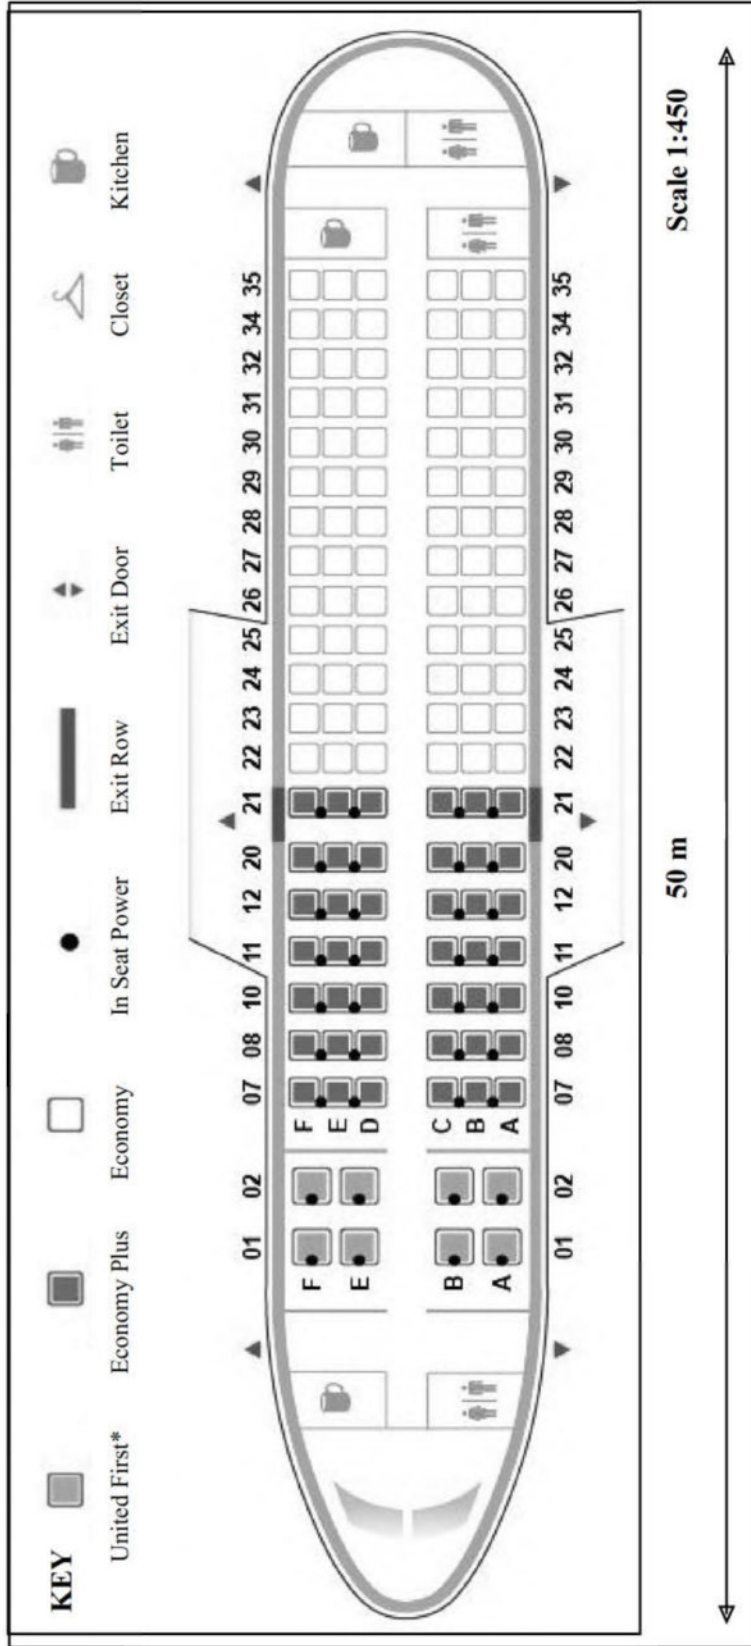 KEY
United First* Economy Plus Economy In Seat Power Exit Row Exit Door Toilet Closet Kitchen
01 02 07 08 10 11 12 20 21 22 23 24 25 26 27 28 29 30 31 32 34 35
F F
E E
D
C
B B
A A
01 02 07 08 10 11 12 20 21 22 23 24 25 26 27 28 29 30 31 32 34 35
50 m Scale 1:450